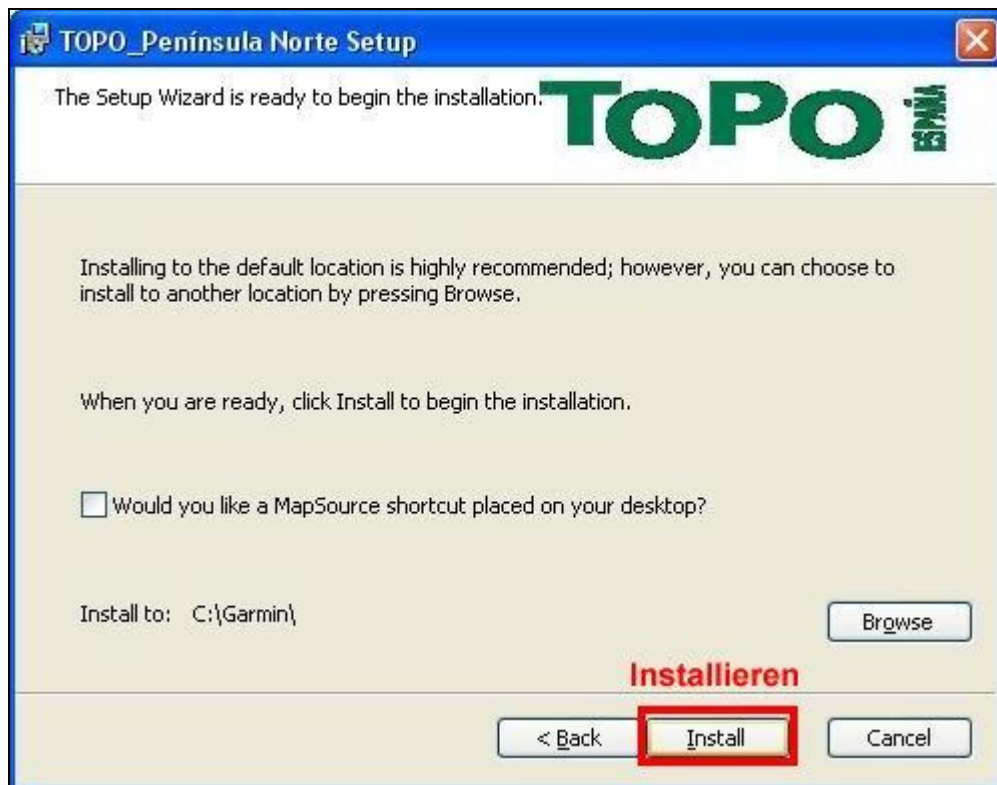 TOPO_Península Norte Setup
The Setup Wizard is ready to begin the installation.
TOPO ESPAÑA
Installing to the default location is highly recommended; however, you can choose to
install to another location by pressing Browse.
When you are ready, click Install to begin the installation.
Would you like a MapSource shortcut placed on your desktop?
Install to: C:\Garmin\
Browse
Installieren
< Back
Install
Cancel